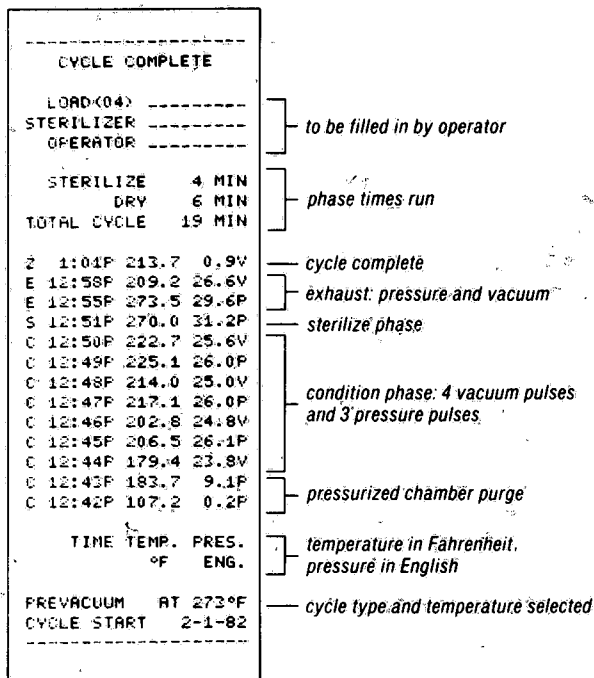 CYCLE COMPLETE
LOAD(04) ----------
STERILIZER ----------
OPERATOR ----------
to be filled in by operator
STERILIZE 4 MIN
DRY 6 MIN
TOTAL CYCLE 19 MIN
phase times run
Z 1:01P 213.7 0.9V
cycle complete
E 12:58P 209.2 26.6V
E 12:55P 273.5 29.6P
exhaust: pressure and vacuum
S 12:51P 270.0 31.2P
sterilize phase
C 12:50P 222.7 25.6V
C 12:49P 225.1 26.0P
C 12:48P 214.0 25.0V
C 12:47P 217.1 26.0P
C 12:46P 202.8 24.8V
C 12:45P 206.5 26.1P
C 12:44P 179.4 23.8V
condition phase: 4 vacuum pulses
and 3 pressure pulses
C 12:43P 183.7 9.1P
C 12:42P 107.2 0.2P
pressurized chamber purge
TIME TEMP. PRES.
°F ENG.
temperature in Fahrenheit,
pressure in English
PREVACUUM AT 273°F
cycle type and temperature selected
CYCLE START 2-1-82